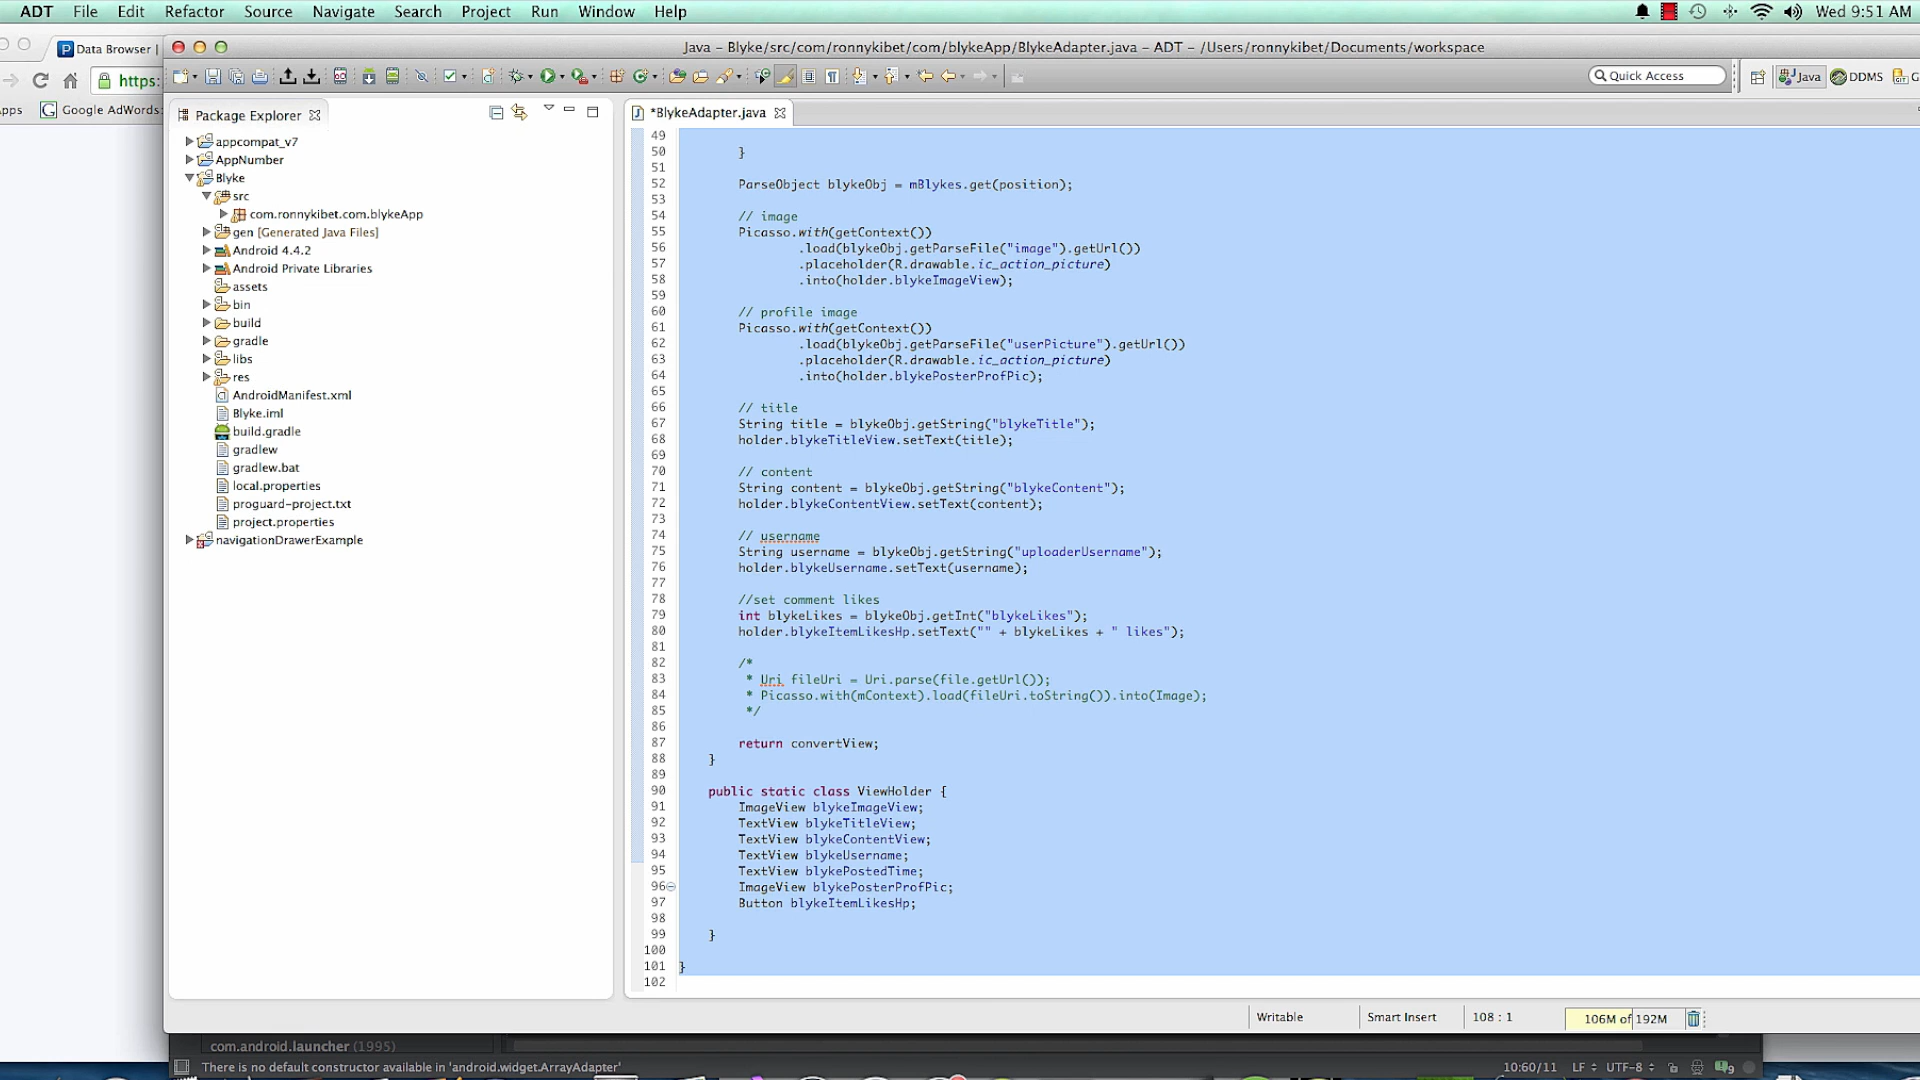 ADT File Edit Refactor Source Navigate Search Project Run Window Help Wed 9:51 AM
Data Browser |
Java – Blyke/src/com/ronnykibet/com/blykeApp/BlykeAdapter.java – ADT – /Users/ronnykibet/Documents/workspace
https:
Quick Access
Java
DDMS
G
pps
Google AdWords:
Package Explorer
*BlykeAdapter.java
appcompat_v7
AppNumber
Blyke
src
com.ronnykibet.com.blykeApp
gen [Generated Java Files]
Android 4.4.2
Android Private Libraries
assets
bin
build
gradle
libs
res
AndroidManifest.xml
Blyke.iml
build.gradle
gradlew
gradlew.bat
local.properties
proguard-project.txt
project.properties
navigationDrawerExample
49
50 }
51
52 ParseObject blykeObj = mBlykes.get(position);
53
54 // image
55 Picasso.with(getContext())
56 .load(blykeObj.getParseFile("image").getUrl())
57 .placeholder(R.drawable.ic_action_picture)
58 .into(holder.blykeImageView);
59
60 // profile image
61 Picasso.with(getContext())
62 .load(blykeObj.getParseFile("userPicture").getUrl())
63 .placeholder(R.drawable.ic_action_picture)
64 .into(holder.blykePosterProfPic);
65
66 // title
67 String title = blykeObj.getString("blykeTitle");
68 holder.blykeTitleView.setText(title);
69
70 // content
71 String content = blykeObj.getString("blykeContent");
72 holder.blykeContentView.setText(content);
73
74 // username
75 String username = blykeObj.getString("uploaderUsername");
76 holder.blykeUsername.setText(username);
77
78 //set comment likes
79 int blykeLikes = blykeObj.getInt("blykeLikes");
80 holder.blykeItemLikesHp.setText("" + blykeLikes + " likes");
81
82 /*
83 * Uri fileUri = Uri.parse(file.getUrl());
84 * Picasso.with(mContext).load(fileUri.toString()).into(Image);
85 */
86
87 return convertView;
88 }
89
90 public static class ViewHolder {
91 ImageView blykeImageView;
92 TextView blykeTitleView;
93 TextView blykeContentView;
94 TextView blykeUsername;
95 TextView blykePostedTime;
96 ImageView blykePosterProfPic;
97 Button blykeItemLikesHp;
98
99 }
100
101 }
102
Writable Smart Insert 108 : 1 106M of 192M
com.android.launcher (1995)
There is no default constructor available in 'android.widget.ArrayAdapter' 10:60/11 LF UTF-8